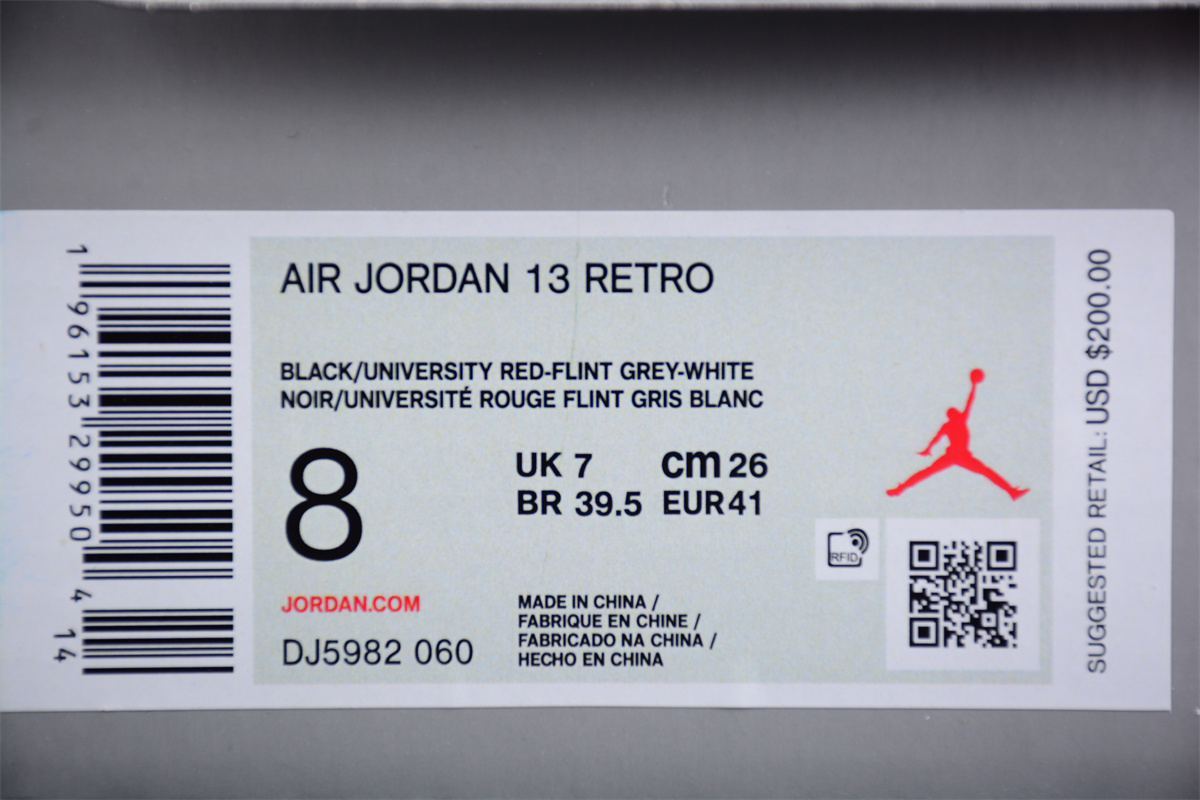 1
96153 29950
4
14
AIR JORDAN 13 RETRO
BLACK/UNIVERSITY RED-FLINT GREY-WHITE
NOIR/UNIVERSITÉ ROUGE FLINT GRIS BLANC
8
UK 7 cm 26
BR 39.5 EUR 41
JORDAN.COM
DJ5982 060
MADE IN CHINA /
FABRIQUE EN CHINE /
FABRICADO NA CHINA /
HECHO EN CHINA
RFID
SUGGESTED RETAIL: USD $200.00